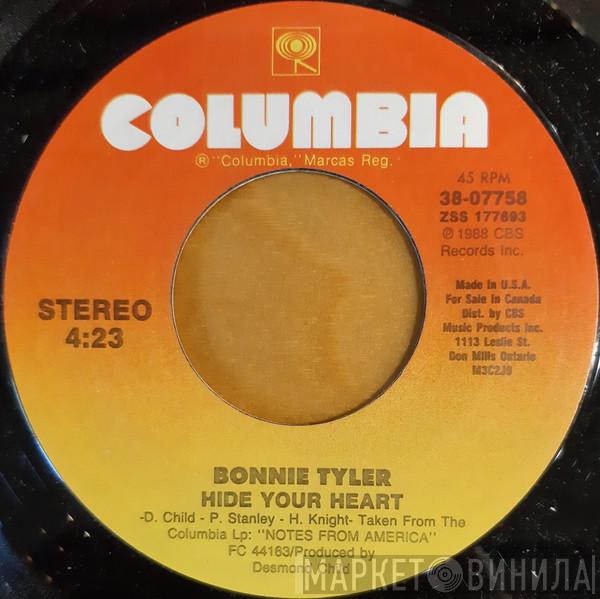 COLUMBIA
® "Columbia," Marcas Reg.
45 RPM
38-07758
ZSS 177693
℗ 1988 CBS
Records Inc.
Made In U.S.A.
For Sale In Canada
Dist. by CBS
Music Products Inc.
1113 Leslie St.
Don Mills Ontario
M3C2J9
STEREO
4:23
BONNIE TYLER
HIDE YOUR HEART
-D. Child - P. Stanley - H. Knight- Taken From The
Columbia Lp: "NOTES FROM AMERICA"
FC 44163/Produced by
Desmond Child
МАРКЕТ ВИНИЛА